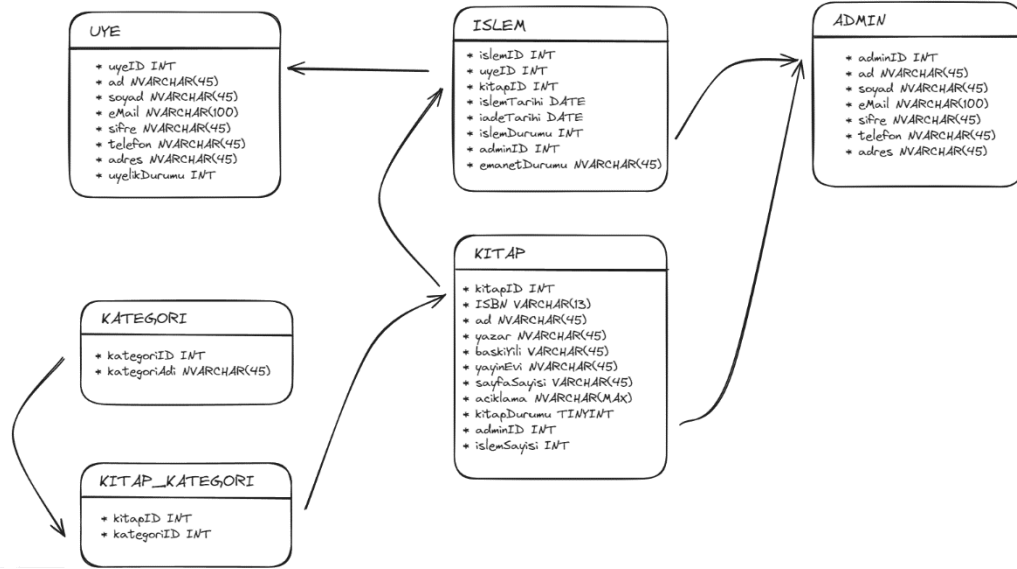 UYE
* uyeID INT
* ad NVARCHAR(45)
* soyad NVARCHAR(45)
* eMail NVARCHAR(100)
* sifre NVARCHAR(45)
* telefon NVARCHAR(45)
* adres NVARCHAR(45)
* uyelikDurumu INT
ISLEM
* islemID INT
* uyeID INT
* kitapID INT
* islemTarihi DATE
* iadeTarihi DATE
* islemDurumu INT
* adminID INT
* emanetDurumu NVARCHAR(45)
ADMIN
* adminID INT
* ad NVARCHAR(45)
* soyad NVARCHAR(45)
* eMail NVARCHAR(100)
* sifre NVARCHAR(45)
* telefon NVARCHAR(45)
* adres NVARCHAR(45)
KITAP
* kitapID INT
* ISBN VARCHAR(13)
* ad NVARCHAR(45)
* yazar NVARCHAR(45)
* baskiYili VARCHAR(45)
* yayinEvi NVARCHAR(45)
* sayfaSayisi VARCHAR(45)
* aciklama NVARCHAR(MAX)
* kitapDurumu TINYINT
* adminID INT
* islemSayisi INT
KATEGORI
* kategoriID INT
* kategoriAdi NVARCHAR(45)
KITAP_KATEGORI
* kitapID INT
* kategoriID INT